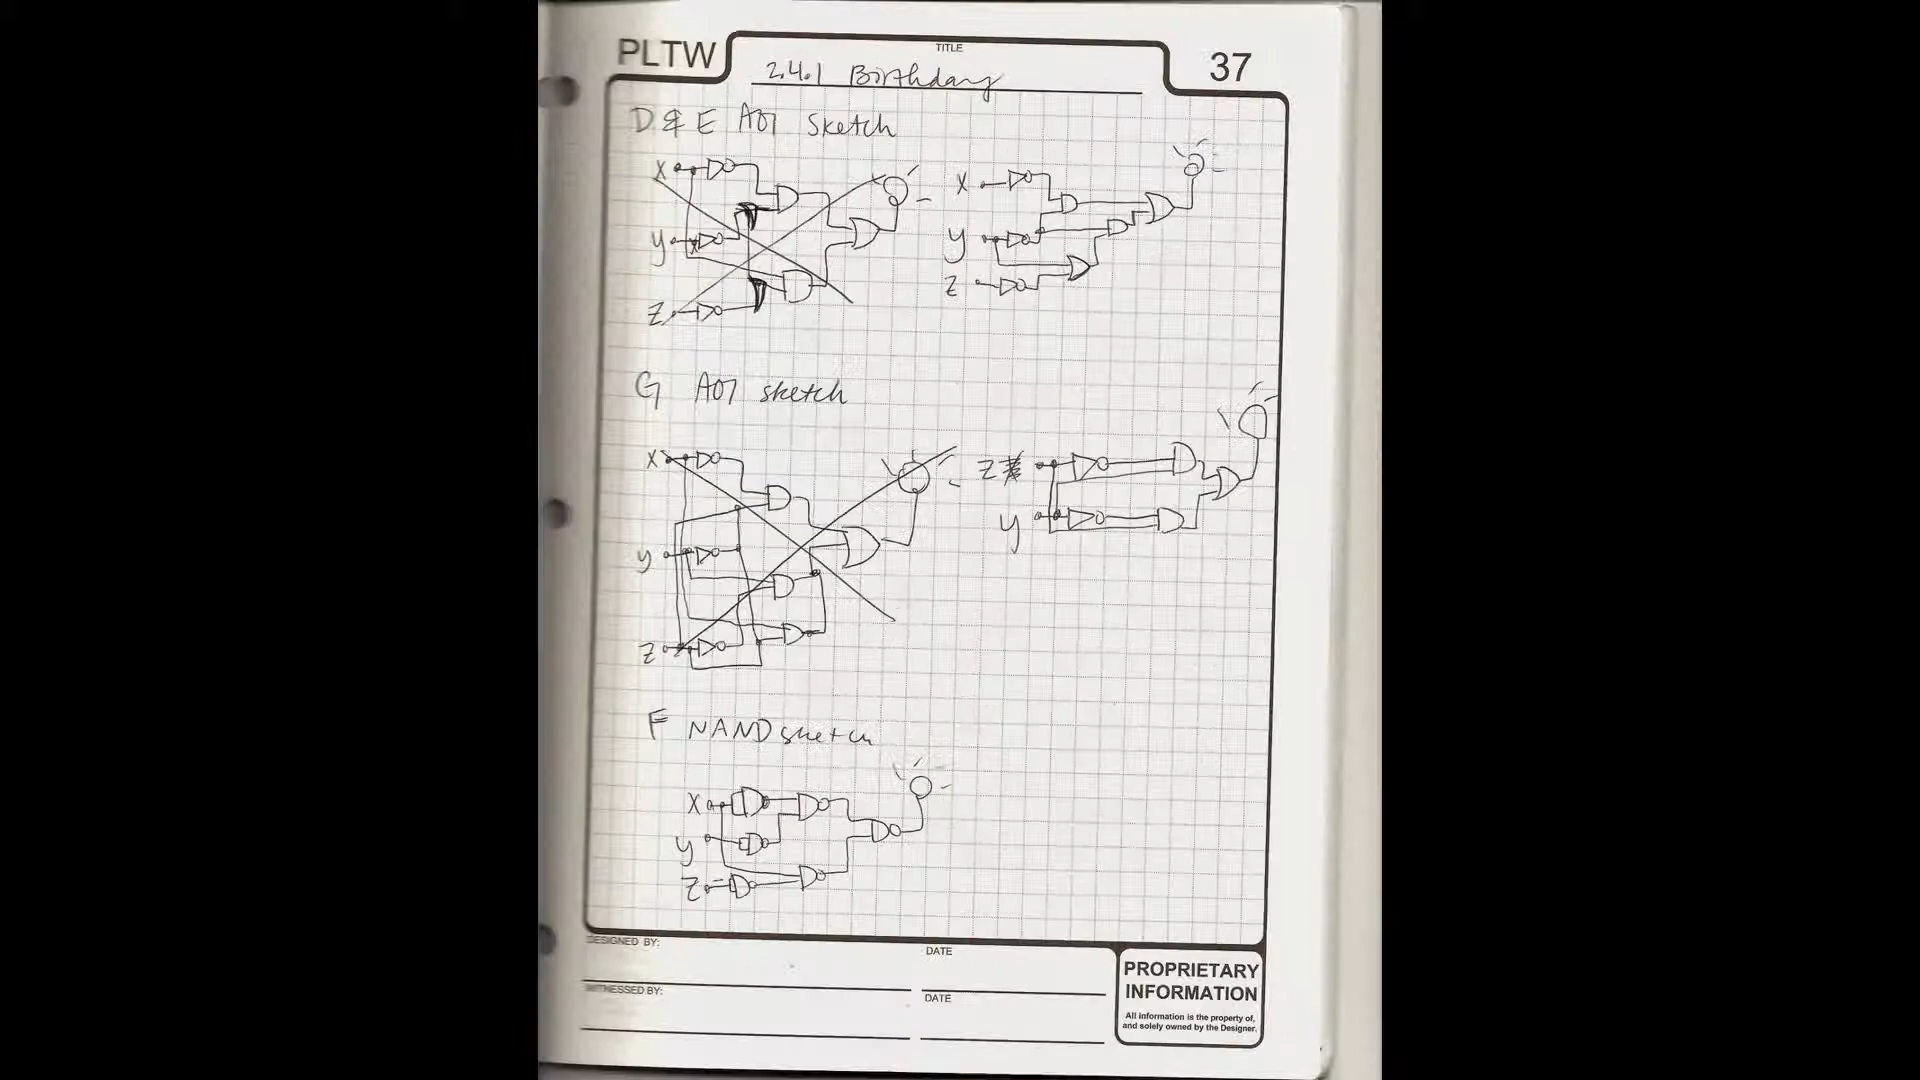 PLTW
TITLE
37
2.4.1 Birthday
D & E AOI Sketch
X
Y
Z
X
Y
Z
G AOI sketch
X
y
Z
Z
y
F NAND sketch
X
y
Z
DESIGNED BY:
DATE
WITNESSED BY:
DATE
PROPRIETARY
INFORMATION
All information is the property of,
and solely owned by the Designer.